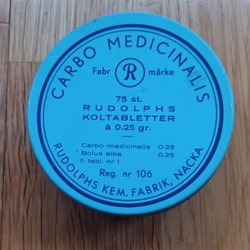 CARBO MEDICINALIS
Fabr R märke
75 st.
RUDOLPHS
KOLTABLETTER
à 0.25 gr.
Carbo medicinalis 0.25
Bolus alba 0.25
f. tabl. nr 1
Reg. nr 106
RUDOLPHS KEM. FABRIK, NACKA